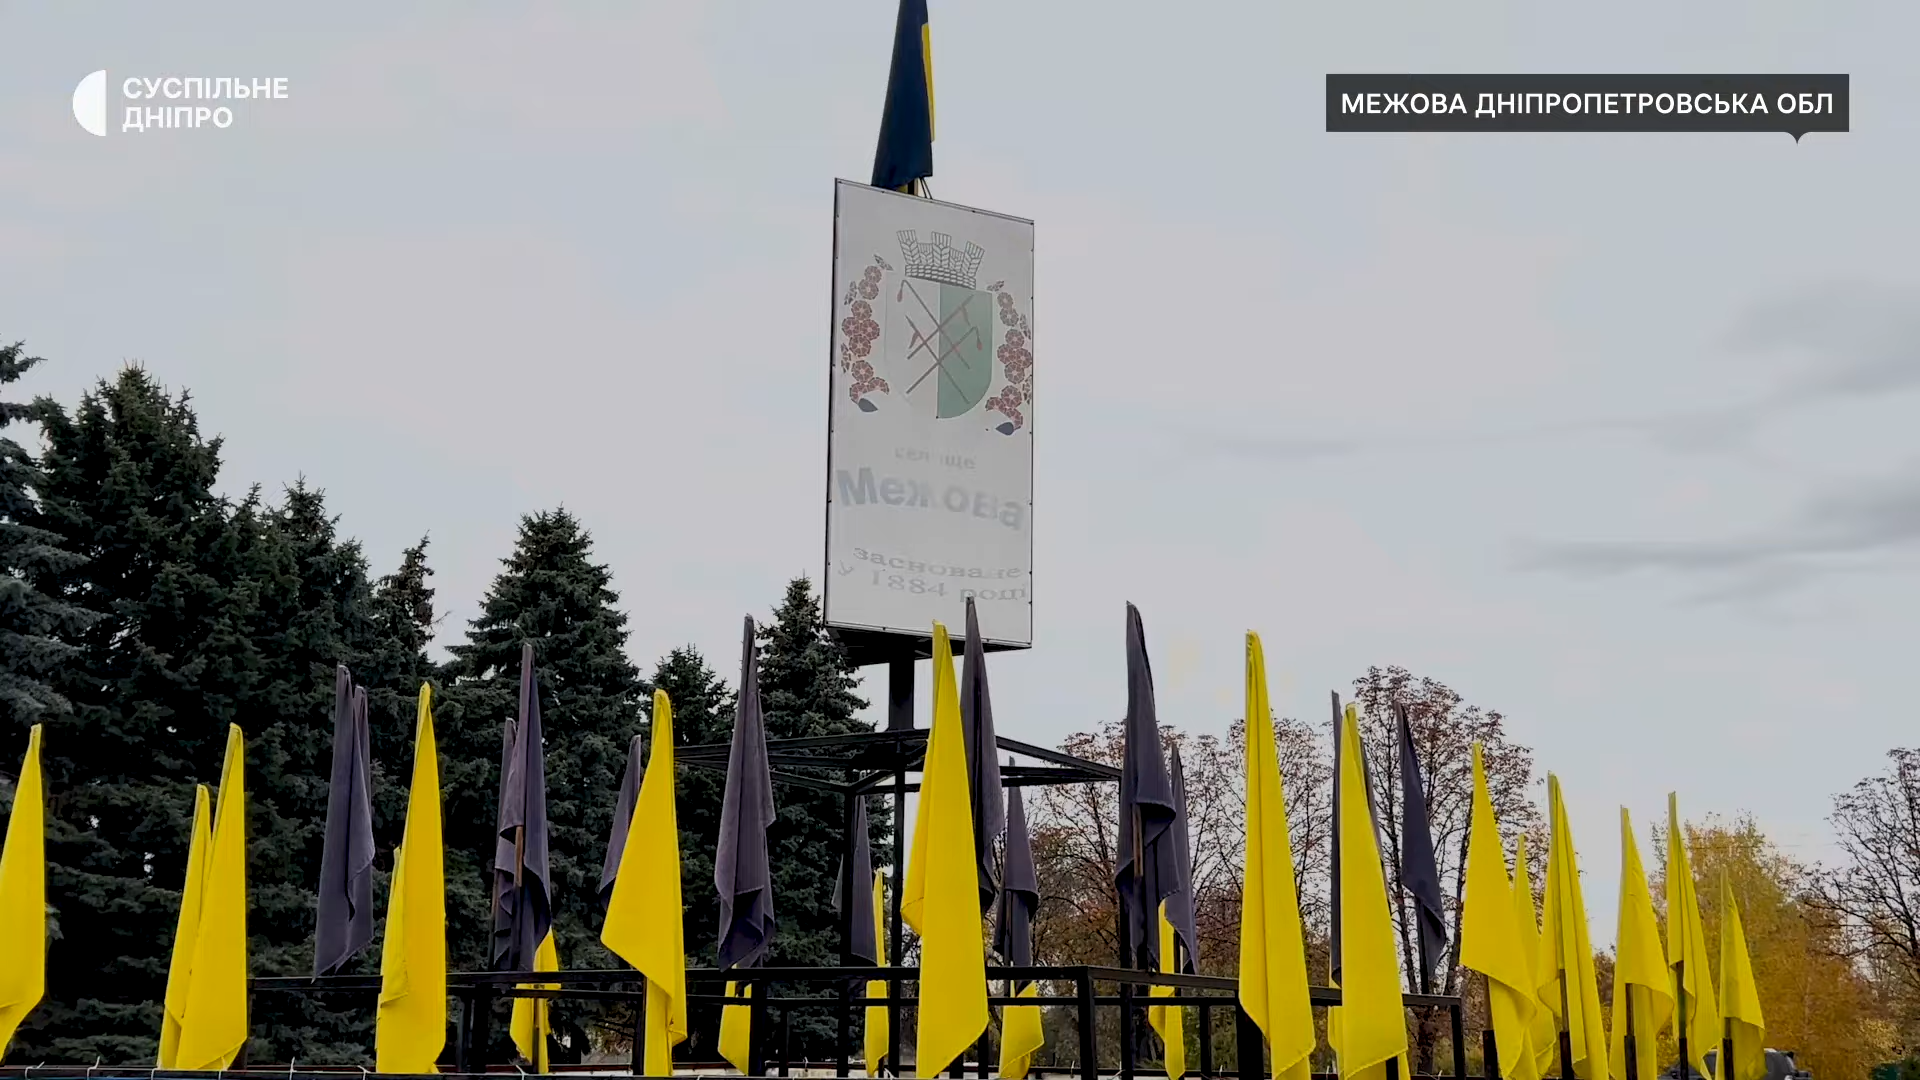 СУСПІЛЬНЕ
ДНІПРО
МЕЖОВА ДНІПРОПЕТРОВСЬКА ОБЛ
селище
Межова
засноване
у 1884 році